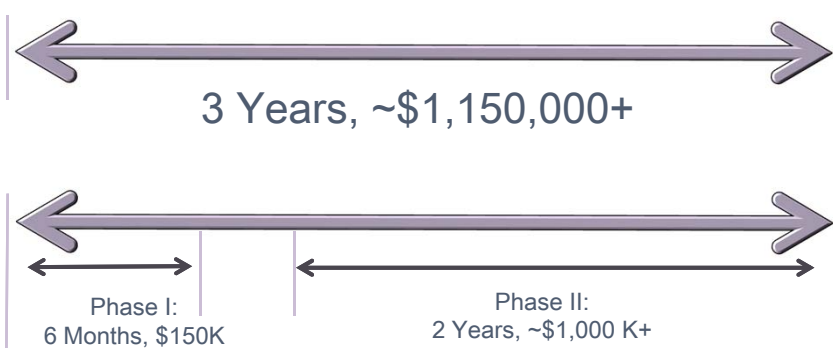 3 Years, ~$1,150,000+
Phase I:
6 Months, $150K
Phase II:
2 Years, ~$1,000 K+